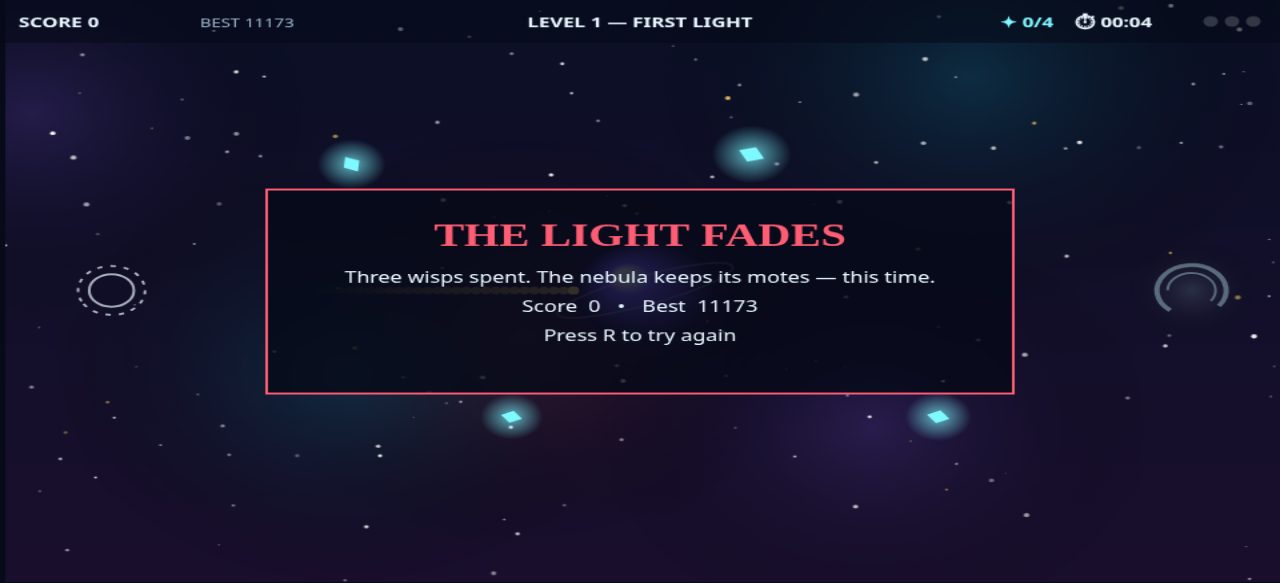 SCORE 0 BEST 11173 LEVEL 1 — FIRST LIGHT ✦ 0/4 ⏱ 00:04
THE LIGHT FADES
Three wisps spent. The nebula keeps its motes — this time.
Score 0 • Best 11173
Press R to try again